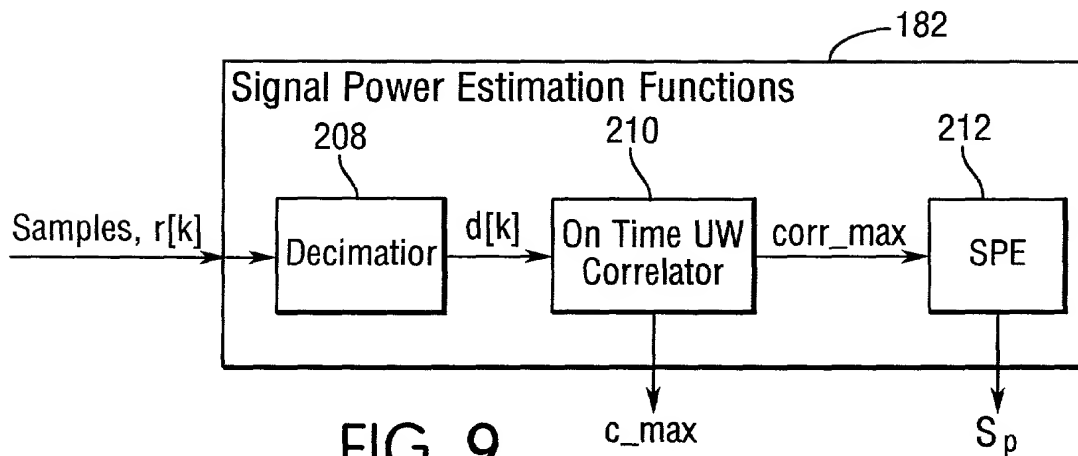 182
Signal Power Estimation Functions
208
210
212
Samples, r[k]
Decimatior
d[k]
On Time UW
Correlator
corr_max
SPE
FIG. 9
c_max
Sp